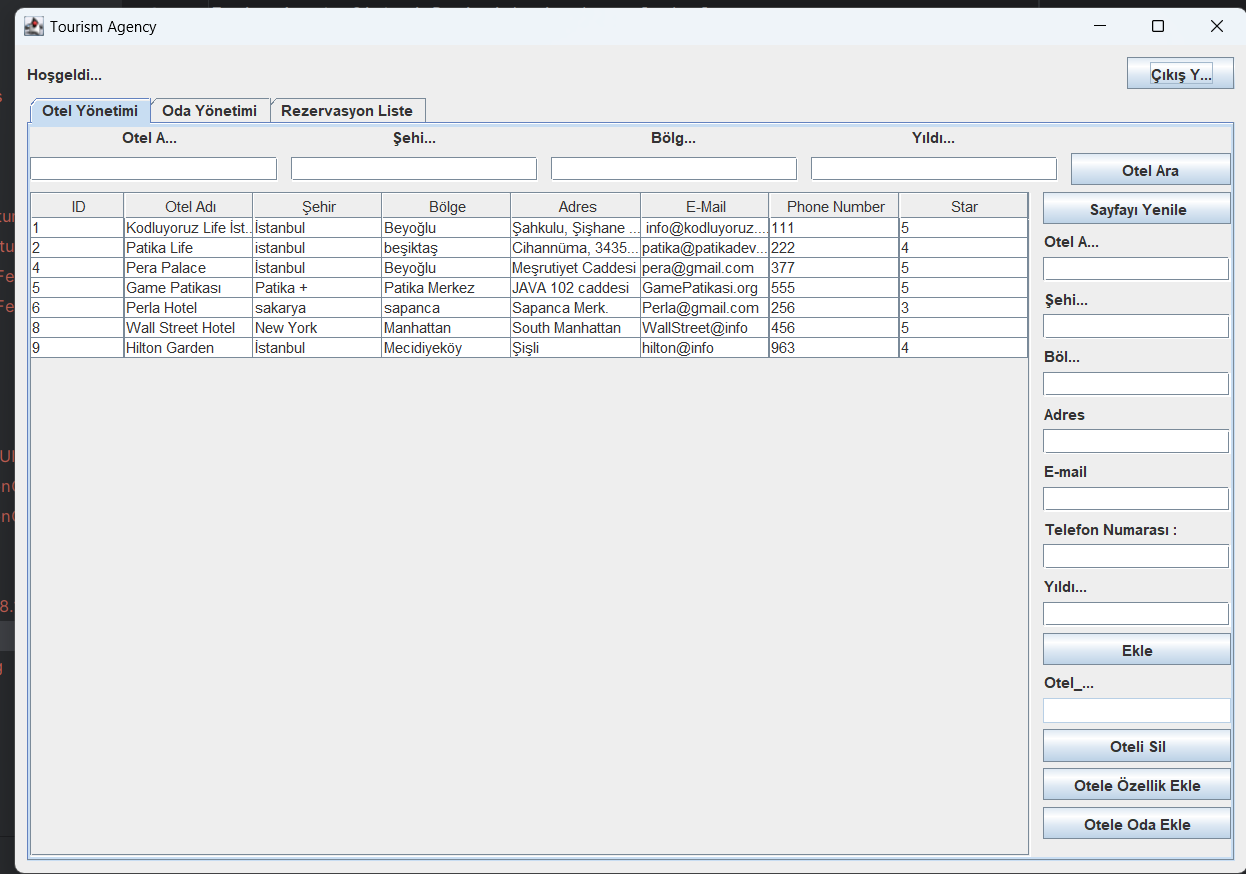 Tourism Agency
Hoşgeldi...
Çıkış Y...
Otel Yönetimi Oda Yönetimi Rezervasyon Liste
Otel A... Şehi... Bölg... Yıldı...
Otel Ara
ID Otel Adı Şehir Bölge Adres E-Mail Phone Number Star
1 Kodluyoruz Life İst... İstanbul Beyoğlu Şahkulu, Şişhane ... info@kodluyoruz.... 111 5
2 Patika Life istanbul beşiktaş Cihannüma, 3435... patika@patikadev... 222 4
4 Pera Palace İstanbul Beyoğlu Meşrutiyet Caddesi pera@gmail.com 377 5
5 Game Patikası Patika + Patika Merkez JAVA 102 caddesi GamePatikasi.org 555 5
6 Perla Hotel sakarya sapanca Sapanca Merk. Perla@gmail.com 256 3
8 Wall Street Hotel New York Manhattan South Manhattan WallStreet@info 456 5
9 Hilton Garden İstanbul Mecidiyeköy Şişli hilton@info 963 4
Sayfayı Yenile
Otel A...
Şehi...
Böl...
Adres
E-mail
Telefon Numarası :
Yıldı...
Ekle
Otel_...
Oteli Sil
Otele Özellik Ekle
Otele Oda Ekle